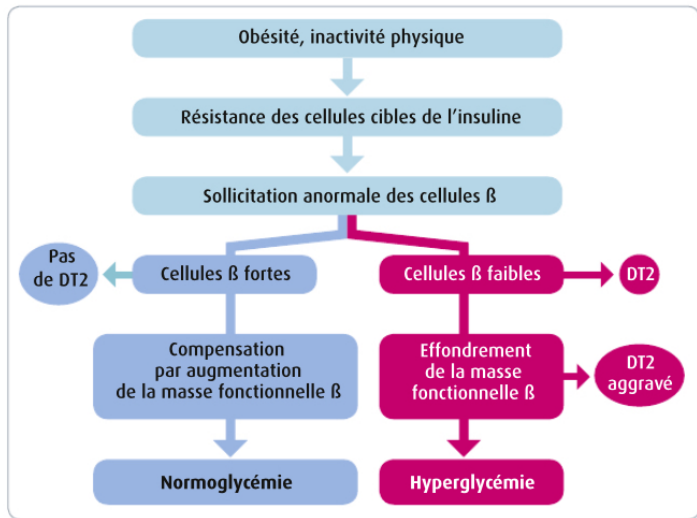 Obésité, inactivité physique
Résistance des cellules cibles de l'insuline
Sollicitation anormale des cellules ß
Pas
de DT2
Cellules ß fortes
Cellules ß faibles
DT2
Compensation
par augmentation
de la masse fonctionnelle ß
Effondrement
de la masse
fonctionnelle ß
DT2
aggravé
Normoglycémie
Hyperglycémie